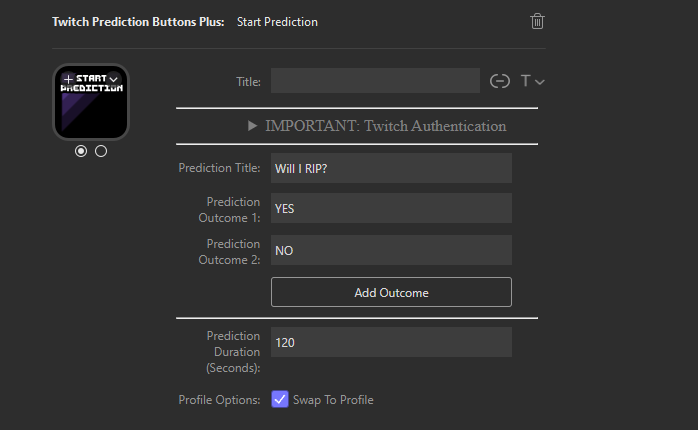 Twitch Prediction Buttons Plus: Start Prediction
START
PREDICTION
Title:
T
▶ IMPORTANT: Twitch Authentication
Prediction Title: Will I RIP?
Prediction
Outcome 1: YES
Prediction
Outcome 2: NO
Add Outcome
Prediction
Duration
(Seconds): 120
Profile Options: Swap To Profile